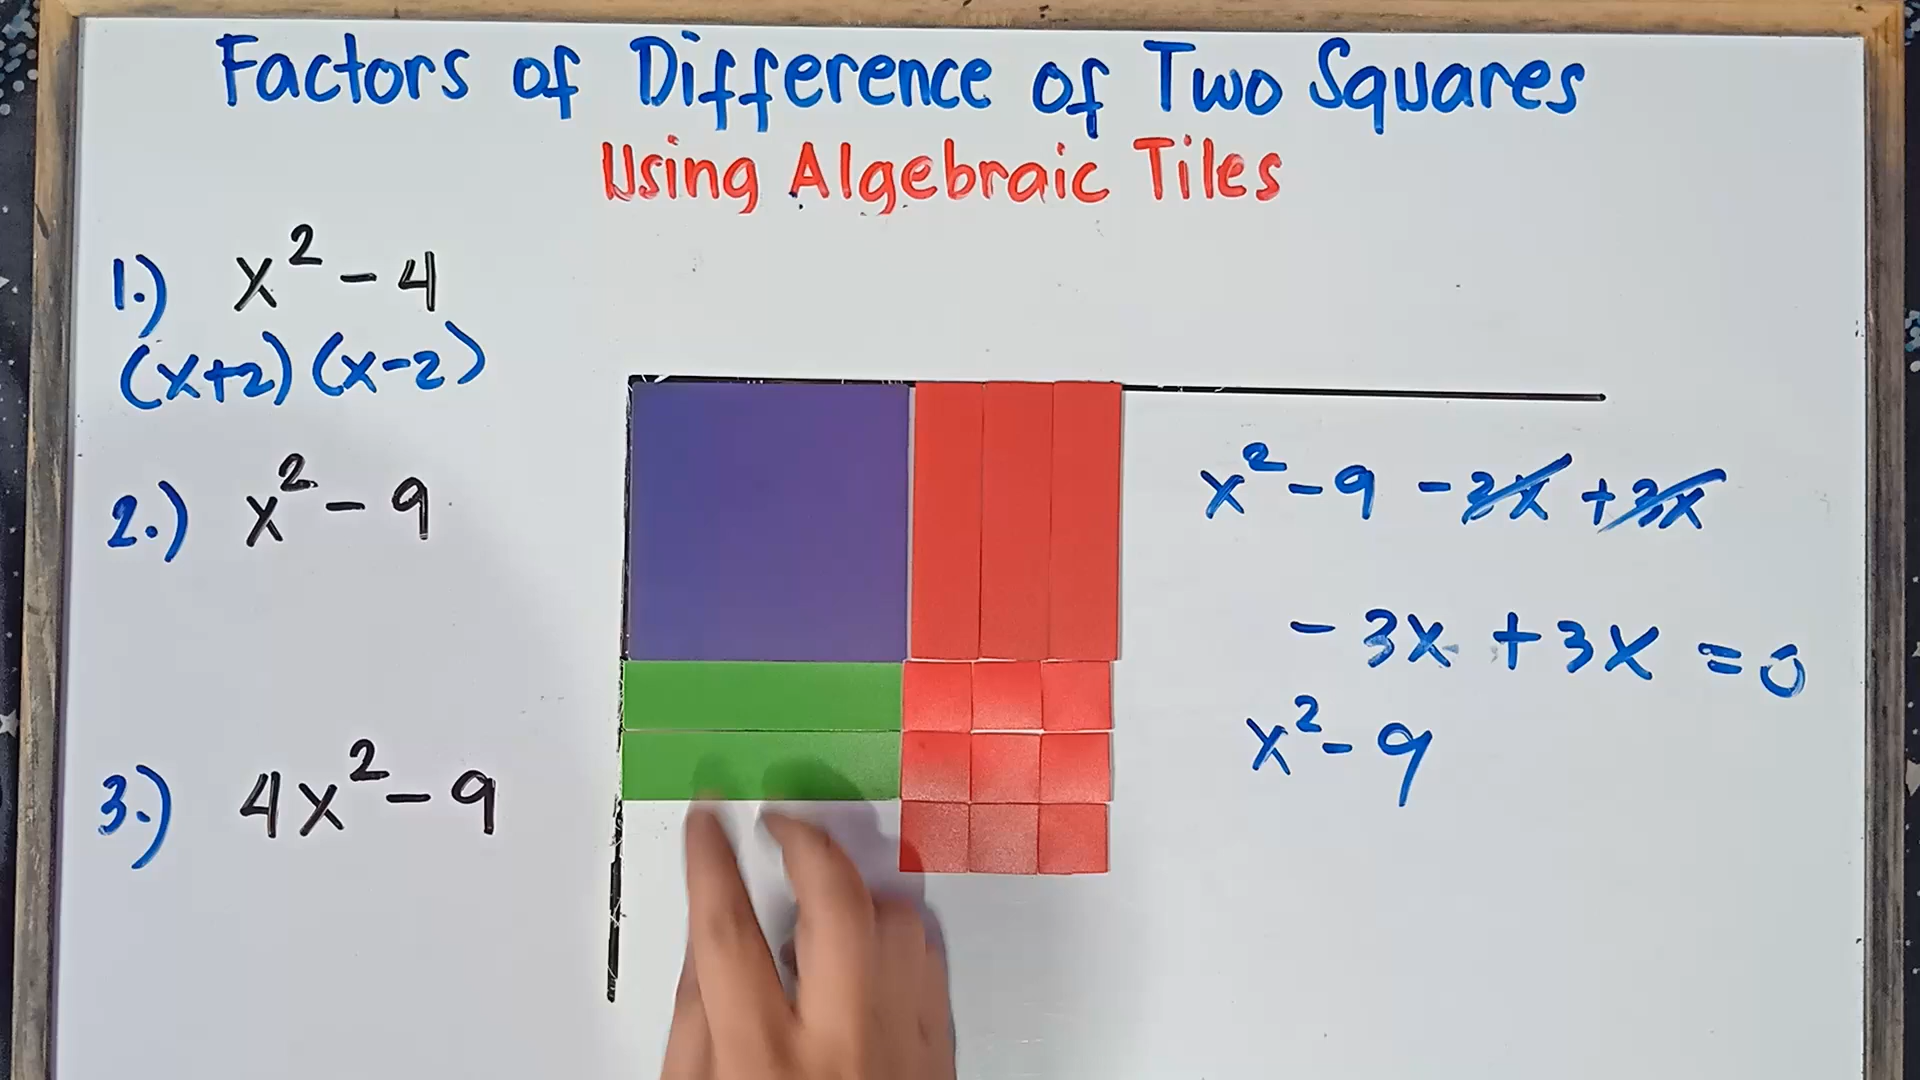 Factors of Difference of Two Squares
Using Algebraic Tiles
1.) x² - 4
(x+2)(x-2)
2.) x² - 9
3.) 4x² - 9
x² - 9 - 3x + 3x
- 3x + 3x = 0
x² - 9